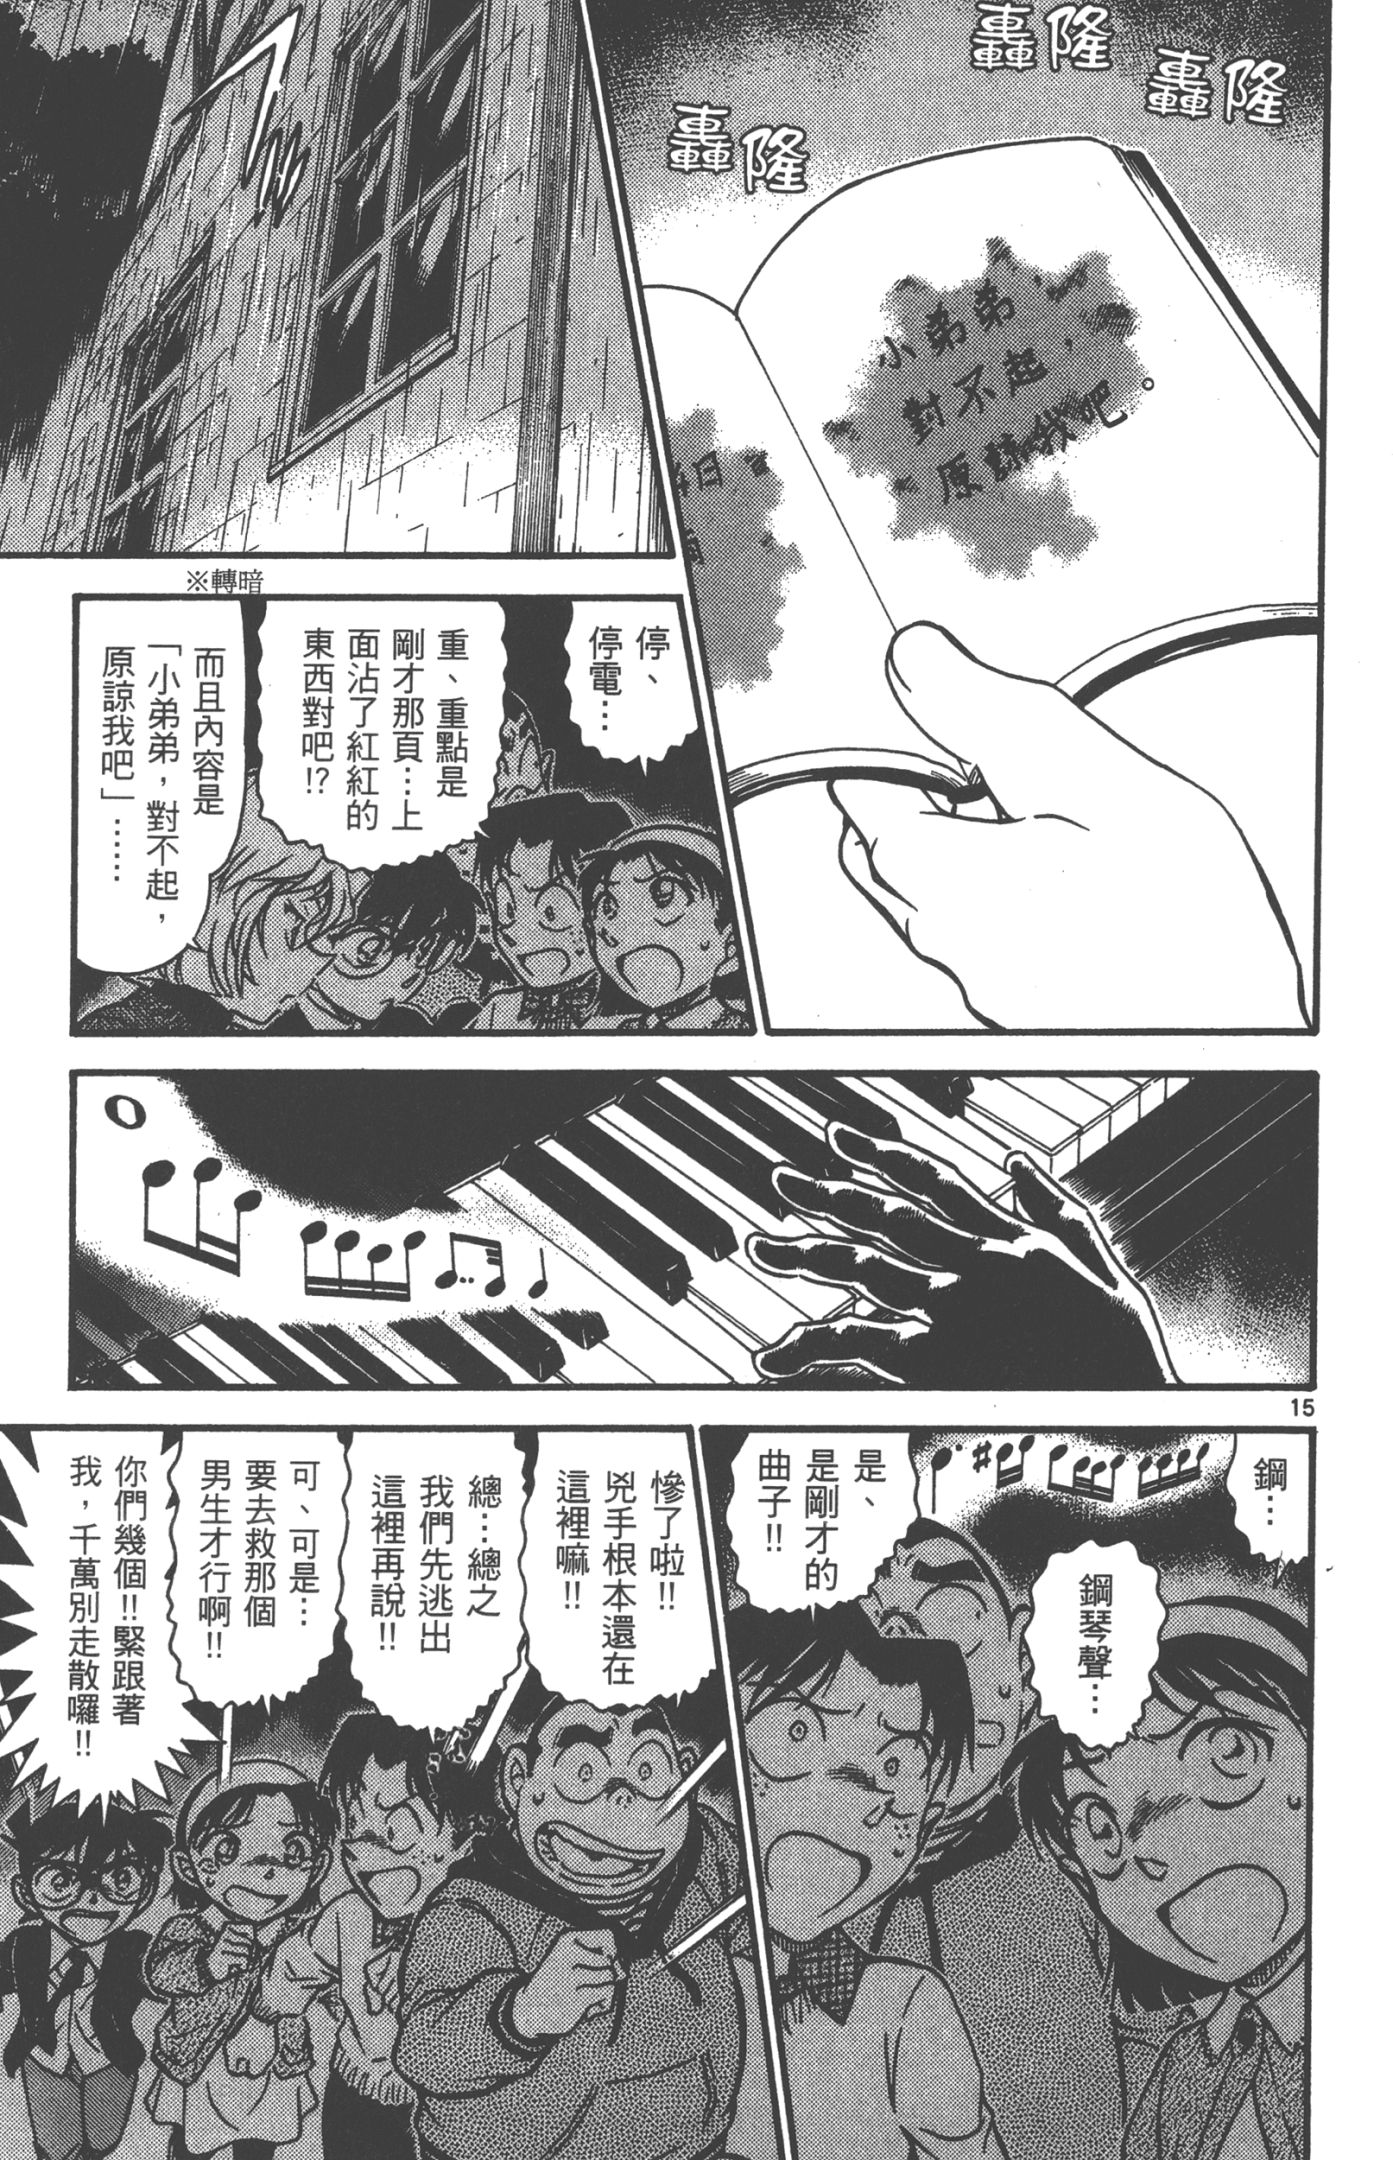 轟隆
轟隆
轟隆
小弟弟，
對不起，
原諒我吧。
日
※轉暗
停、
停電…
重、重點是
剛才那頁…上
面沾了紅紅的
東西對吧!?
而且內容是
「小弟弟，對不起，
原諒我吧」……
15
鋼…
鋼琴聲…
是、
是剛才的
曲子!!
慘了啦!!
兇手根本還在
這裡嘛!!
總…總之
我們先逃出
這裡再說!!
可、可是…
要去救那個
男生才行啊!!
你們幾個!!緊跟著
我，千萬別走散囉!!